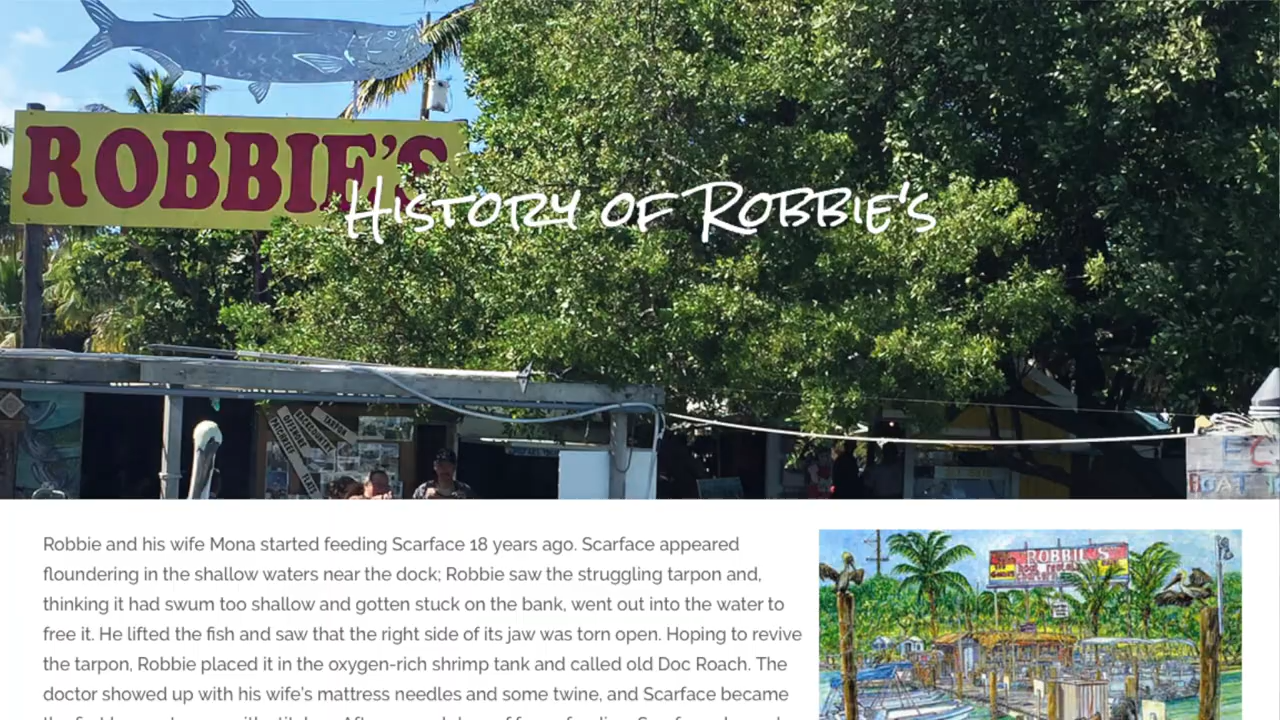 ROBBIE'S
History of Robbie's
TARPON
BOAT
Robbie and his wife Mona started feeding Scarface 18 years ago. Scarface appeared
floundering in the shallow waters near the dock; Robbie saw the struggling tarpon and,
thinking it had swum too shallow and gotten stuck on the bank, went out into the water to
free it. He lifted the fish and saw that the right side of its jaw was torn open. Hoping to revive
the tarpon, Robbie placed it in the oxygen-rich shrimp tank and called old Doc Roach. The
doctor showed up with his wife's mattress needles and some twine, and Scarface became
ROBBIE'S